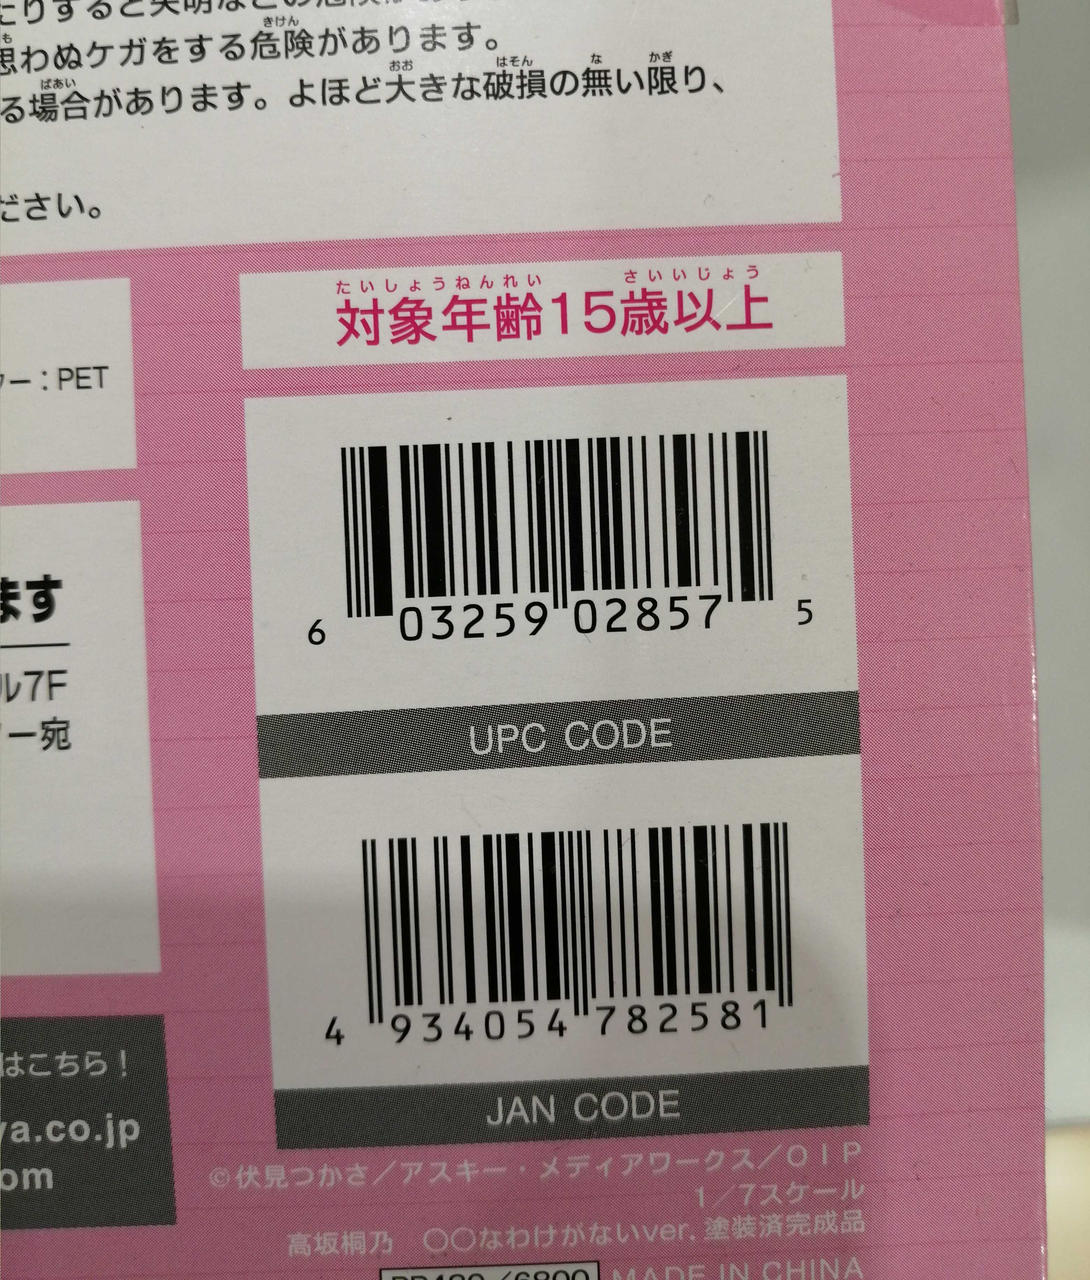 思わぬケガをする危険があります。
る場合があります。よほど大きな破損の無い限り、
ださい。
対象年齢15歳以上
ー：PET
6 03259 02857 5
ます
ル7F
ー宛
UPC CODE
4 934054 782581
はこちら！
JAN CODE
ya.co.jp
om
©伏見つかさ／アスキー・メディアワークス／OIP
1／7スケール
高坂桐乃 〇〇なわけがないver. 塗装済完成品
MADE IN CHINA